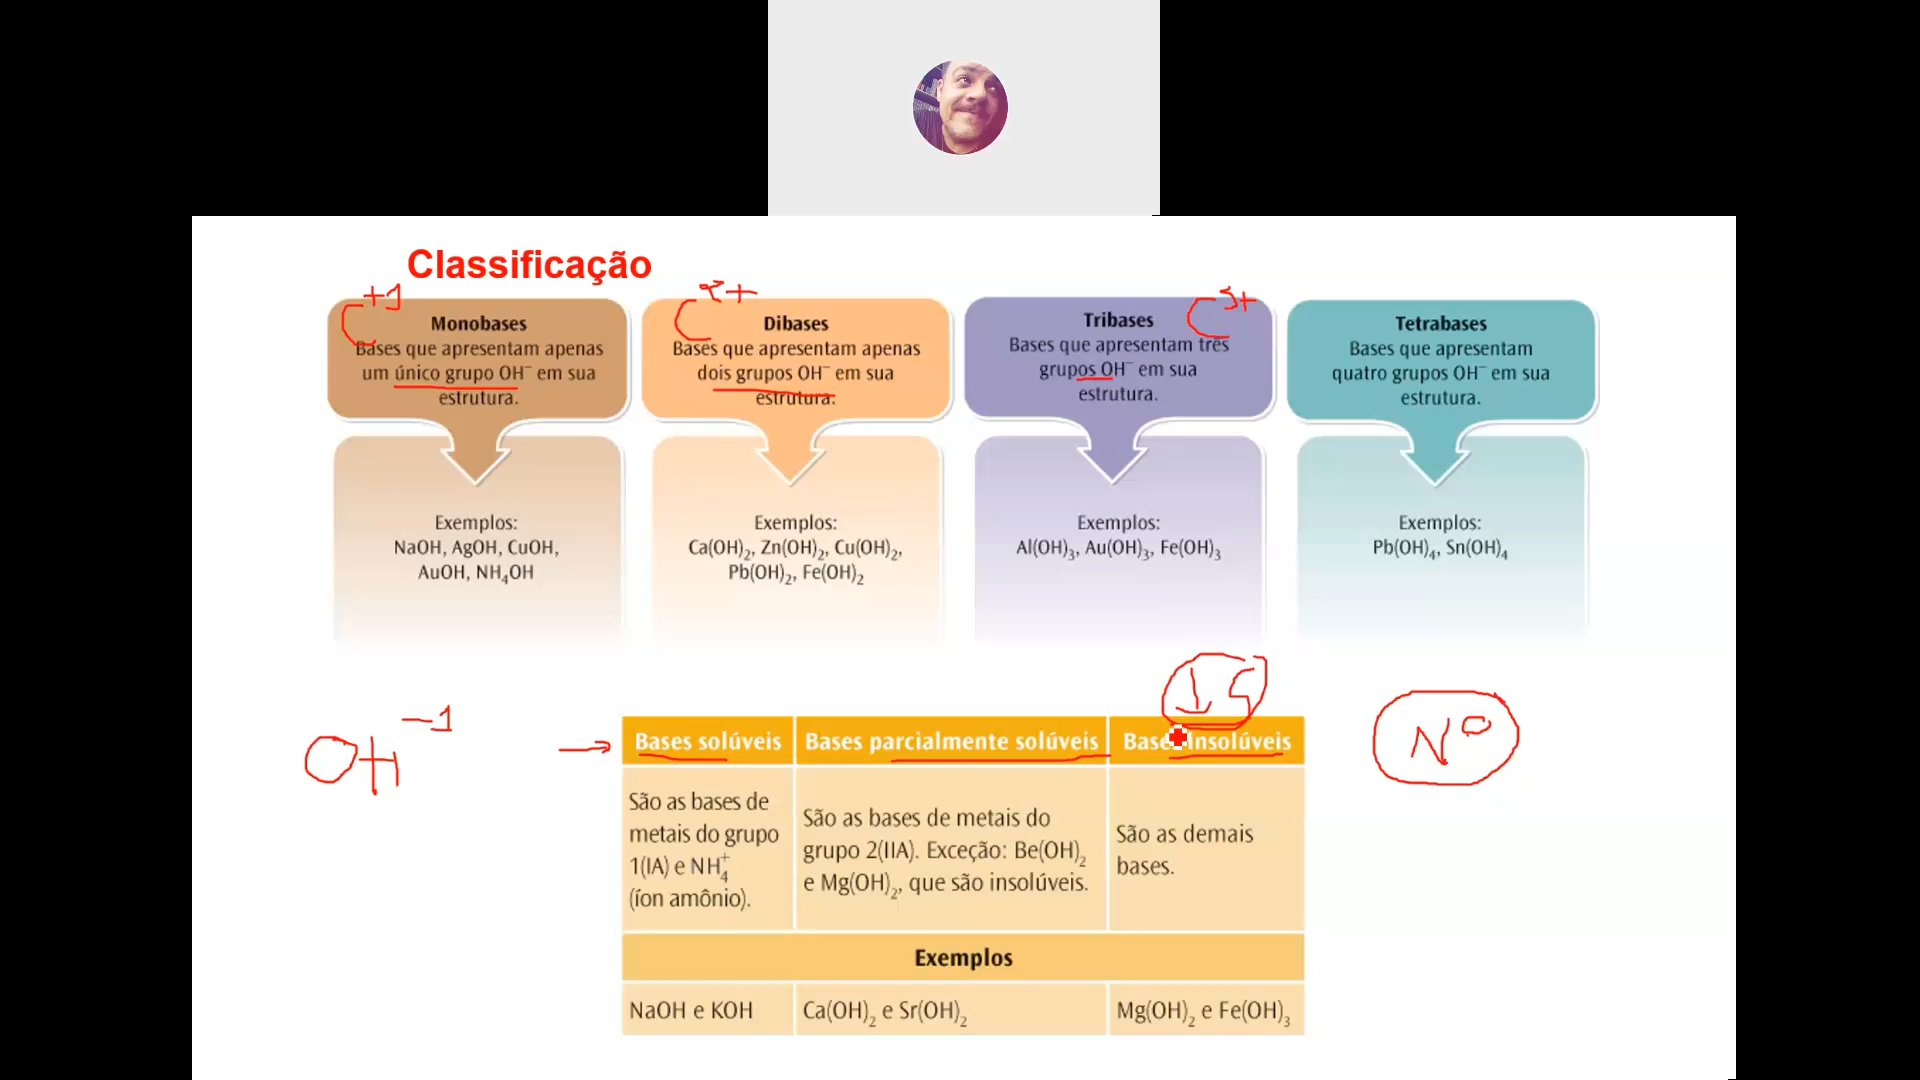 Classificação
+1
2+
3+
Monobases
Bases que apresentam apenas
um único grupo OH⁻ em sua
estrutura.
Dibases
Bases que apresentam apenas
dois grupos OH⁻ em sua
estrutura.
Tribases
Bases que apresentam três
grupos OH⁻ em sua
estrutura.
Tetrabases
Bases que apresentam
quatro grupos OH⁻ em sua
estrutura.
Exemplos:
NaOH, AgOH, CuOH,
AuOH, NH₄OH
Exemplos:
Ca(OH)₂, Zn(OH)₂, Cu(OH)₂,
Pb(OH)₂, Fe(OH)₂
Exemplos:
Al(OH)₃, Au(OH)₃, Fe(OH)₃
Exemplos:
Pb(OH)₄, Sn(OH)₄
OH⁻¹
Nº
Bases solúveis
Bases parcialmente solúveis
Bases insolúveis
São as bases de
metais do grupo
1(IA) e NH₄⁺
(íon amônio).
São as bases de metais do
grupo 2(IIA). Exceção: Be(OH)₂
e Mg(OH)₂, que são insolúveis.
São as demais
bases.
Exemplos
NaOH e KOH
Ca(OH)₂ e Sr(OH)₂
Mg(OH)₂ e Fe(OH)₃